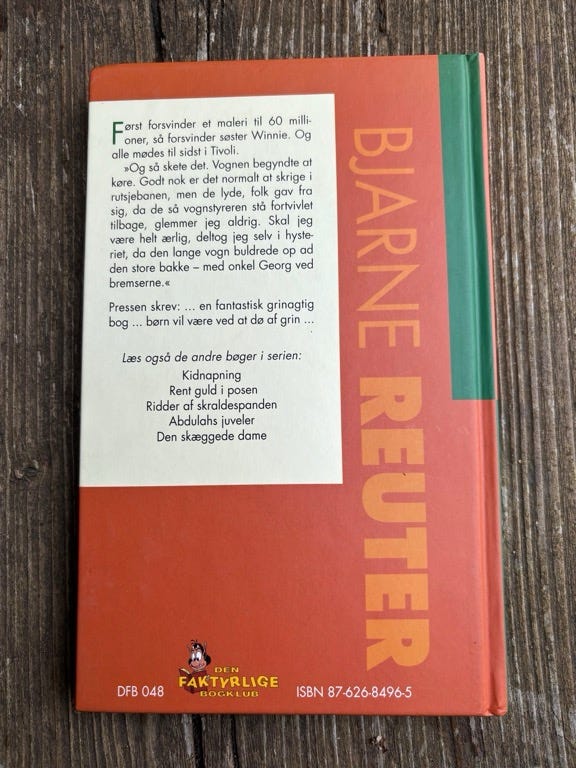 Først forsvinder et maleri til 60 milli-
oner, så forsvinder søster Winnie. Og
alle mødes til sidst i Tivoli.
»Og så skete det. Vognen begyndte at
køre. Godt nok er det normalt at skrige i
rutsjebanen, men de lyde, folk gav fra
sig, da de så vognstyreren stå fortvivlet
tilbage, glemmer jeg aldrig. Skal jeg
være helt ærlig, deltog jeg selv i hyste-
riet, da den lange vogn buldrede op ad
den store bakke – med onkel Georg ved
bremserne.«
Pressen skrev: ... en fantastisk grinagtig
bog ... børn vil være ved at dø af grin ...
Læs også de andre bøger i serien:
Kidnapning
Rent guld i posen
Ridder af skraldespanden
Abdulahs juveler
Den skæggede dame
BJARNE REUTER
DFB 048
DEN
FAKTYRLIGE
BOGKLUB
ISBN 87-626-8496-5